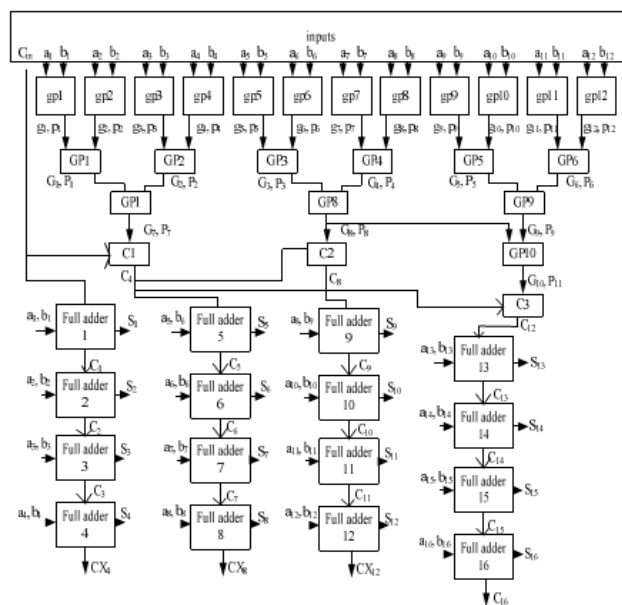 inputs
C_in a₁ b₁ a₂ b₂ a₃ b₃ a₄ b₄ a₅ b₅ a₆ b₆ a₇ b₇ a₈ b₈ a₉ b₉ a₁₀ b₁₀ a₁₁ b₁₁ a₁₂ b₁₂
gp1 gp2 gp3 gp4 gp5 gp6 gp7 gp8 gp9 gp10 gp11 gp12
g₁, p₁ g₂, p₂ g₃, p₃ g₄, p₄ g₅, p₅ g₆, p₆ g₇, p₇ g₈, p₈ g₉, p₉ g₁₀, p₁₀ g₁₁, p₁₁ g₁₂, p₁₂
GP1 GP2 GP3 GP4 GP5 GP6
G₁, P₁ G₂, P₂ G₃, P₃ G₄, P₄ G₅, P₅ G₆, P₆
GP1 GP8 GP9
G₇, P₇ G₈, P₈ G₉, P₉
C1 C2 GP10
C₄ C₈ G₁₀, P₁₁
C3
C₁₂
a₁, b₁ Full adder 1 S₁ a₅, b₆ Full adder 5 S₅ a₈, b₉ Full adder 9 S₉
C₁ C₅ C₉ a₁₃, b₁₃ Full adder 13 S₁₃
a₂, b₂ Full adder 2 S₂ a₆, b₆ Full adder 6 S₆ a₁₀, b₁₀ Full adder 10 S₁₀
C₂ C₆ C₁₀ C₁₃
a₁₄, b₁₄ Full adder 14 S₁₄
a₃, b₃ Full adder 3 S₃ a₇, b₇ Full adder 7 S₇ a₁₁, b₁₁ Full adder 11 S₁₁
C₃ C₇ C₁₁ C₁₄
a₁₅, b₁₅ Full adder 15 S₁₅
a₄, b₄ Full adder 4 S₄ a₈, b₈ Full adder 8 S₈ a₁₂, b₁₂ Full adder 12 S₁₂
C₁₅
a₁₆, b₁₆ Full adder 16 S₁₆
CX₄ CX₈ CX₁₂
C₁₆